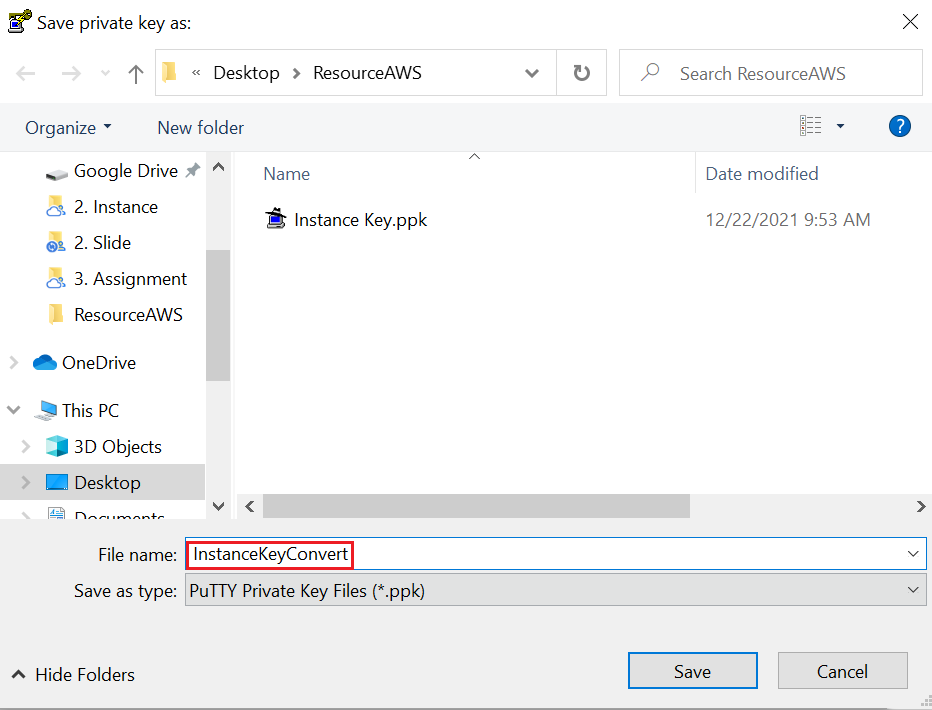 Save private key as:
« Desktop > ResourceAWS
Search ResourceAWS
Organize
New folder
?
Google Drive
2. Instance
2. Slide
3. Assignment
ResourceAWS
OneDrive
This PC
3D Objects
Desktop
Documents
Name
Date modified
Instance Key.ppk
12/22/2021 9:53 AM
File name: InstanceKeyConvert
Save as type: PuTTY Private Key Files (*.ppk)
Hide Folders
Save
Cancel